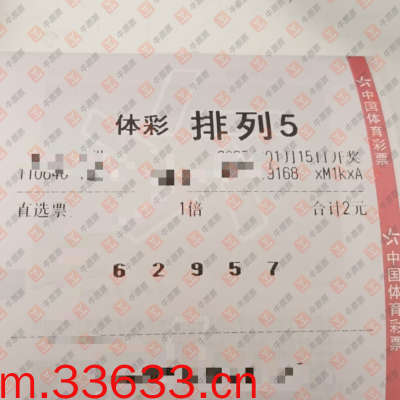 体彩 排列5
01月15日开奖
110646 9168 xM1kxA
直选票 1倍 合计2元
6 2 9 5 7
中国体育彩票
中国体育彩票
m.33633.cn